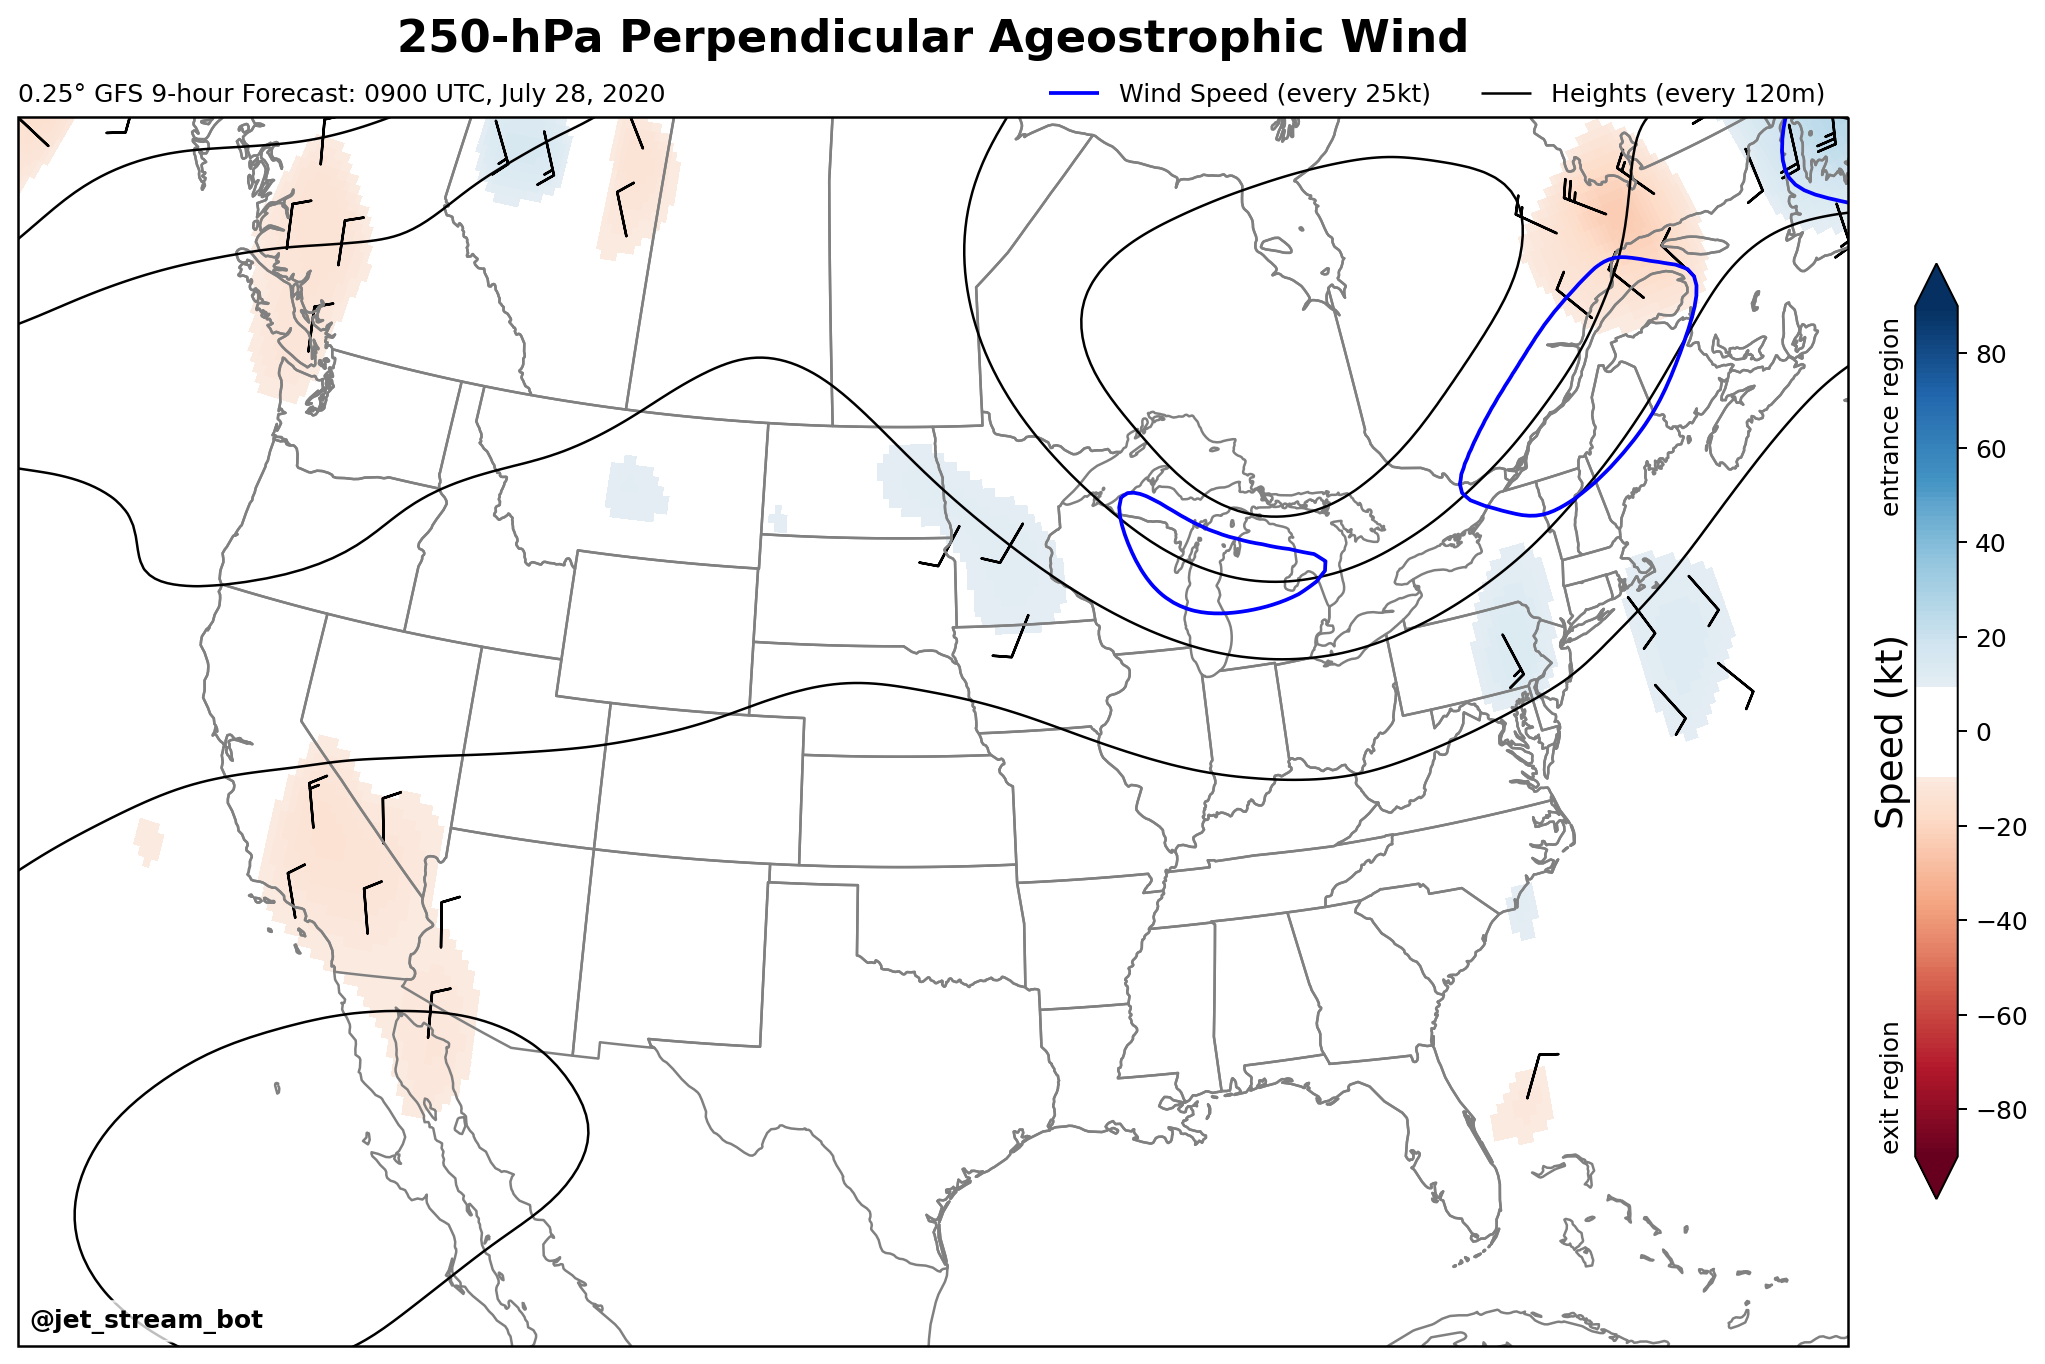 250-hPa Perpendicular Ageostrophic Wind
0.25° GFS 9-hour Forecast: 0900 UTC, July 28, 2020
Wind Speed (every 25kt)
Heights (every 120m)
entrance region
Speed (kt)
exit region
80
60
40
20
0
−20
−40
−60
−80
@jet_stream_bot